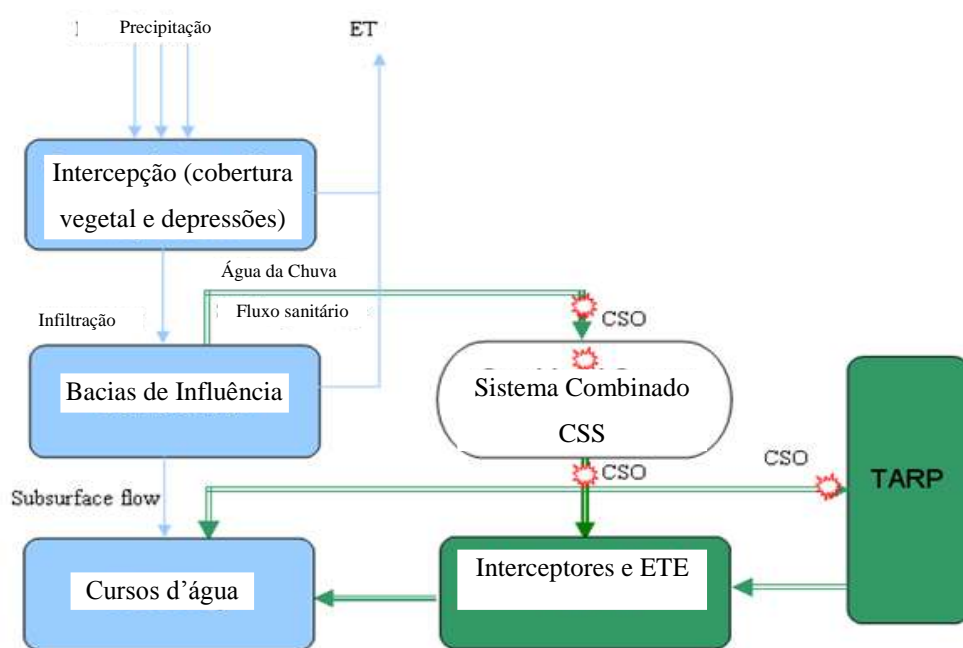 Precipitação
ET
Intercepção (cobertura
vegetal e depressões)
Água da Chuva
Fluxo sanitário
Infiltração
CSO
Bacias de Influência
Sistema Combinado
CSS
CSO
CSO
TARP
Subsurface flow
Interceptores e ETE
Cursos d’água